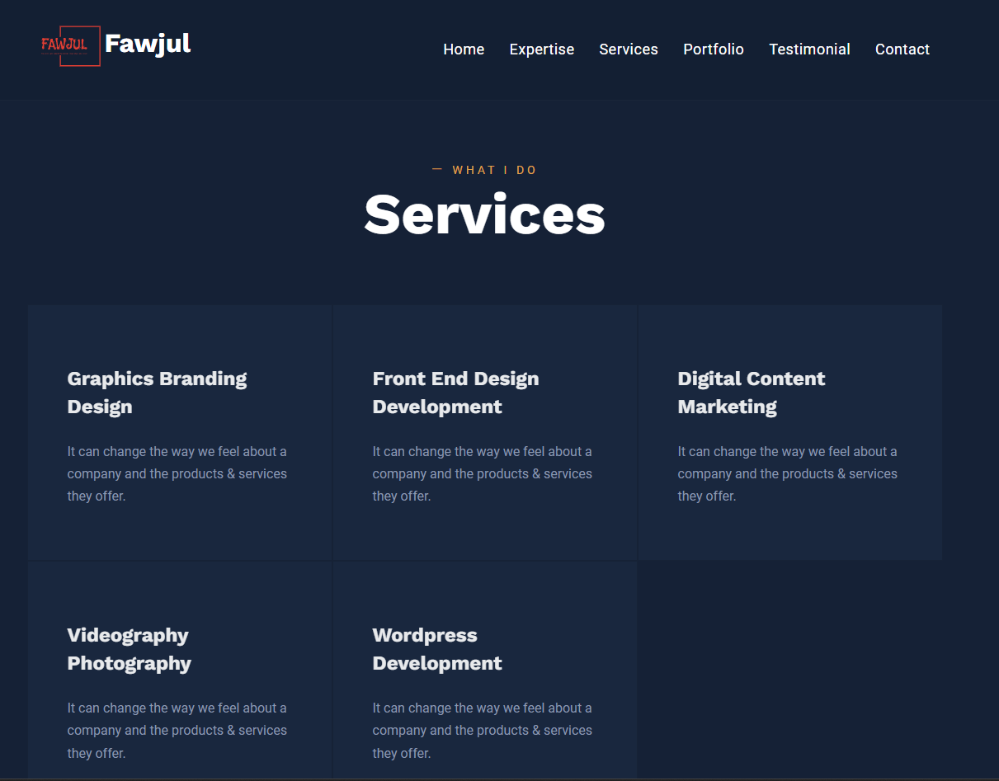 FAWJUL
Fawjul
Home Expertise Services Portfolio Testimonial Contact
— WHAT I DO
Services
Graphics Branding
Design
It can change the way we feel about a
company and the products & services
they offer.
Front End Design
Development
It can change the way we feel about a
company and the products & services
they offer.
Digital Content
Marketing
It can change the way we feel about a
company and the products & services
they offer.
Videography
Photography
It can change the way we feel about a
company and the products & services
they offer.
Wordpress
Development
It can change the way we feel about a
company and the products & services
they offer.